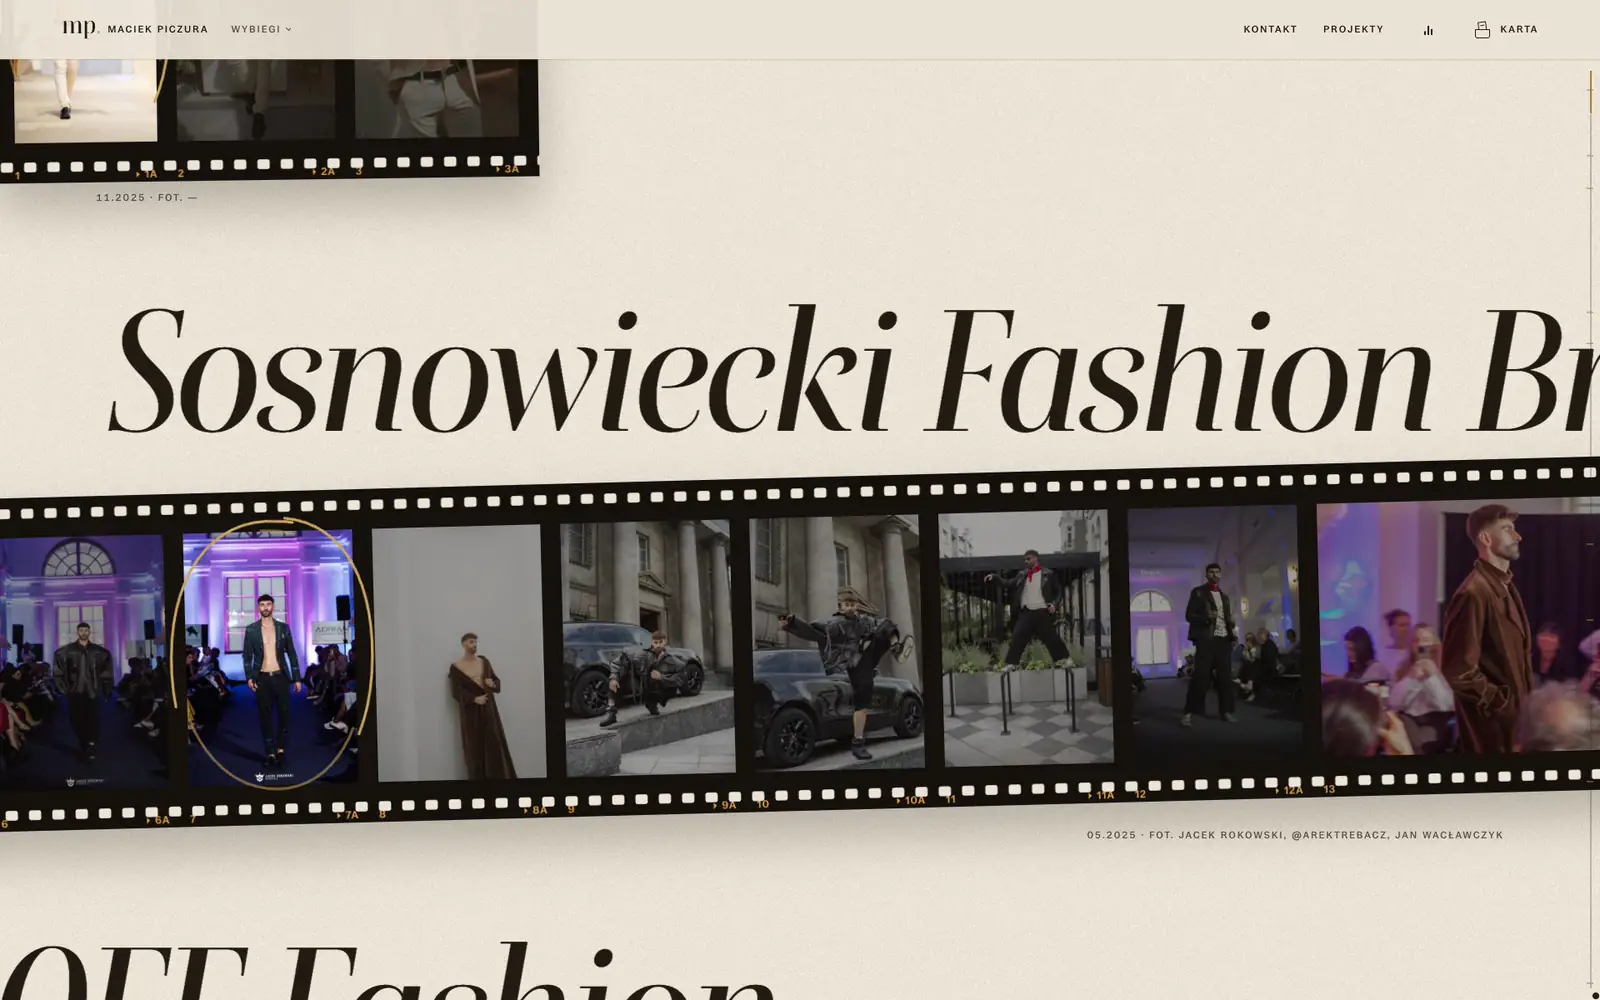 mp. MACIEK PICZURA WYBIEGI KONTAKT PROJEKTY KARTA
1 1A 2 2A 3 3A
11.2025 · FOT. —
Sosnowiecki Fashion Br
6 6A 7 7A 8 8A 9 9A 10 10A 11 11A 12 12A 13
05.2025 · FOT. JACEK ROKOWSKI, @AREKTREBACZ, JAN WACŁAWCZYK
OFF Fashion